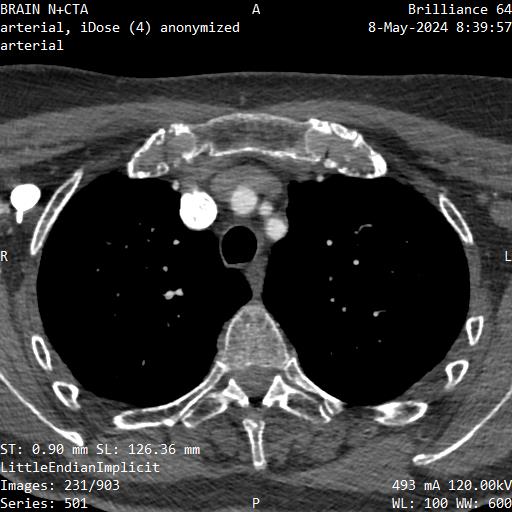 BRAIN N+CTA
A
Brilliance 64
arterial, iDose (4) anonymized
8-May-2024 8:39:57
arterial
R
L
ST: 0.90 mm SL: 126.36 mm
LittleEndianImplicit
Images: 231/903
493 mA 120.00kV
Series: 501
P
WL: 100 WW: 600